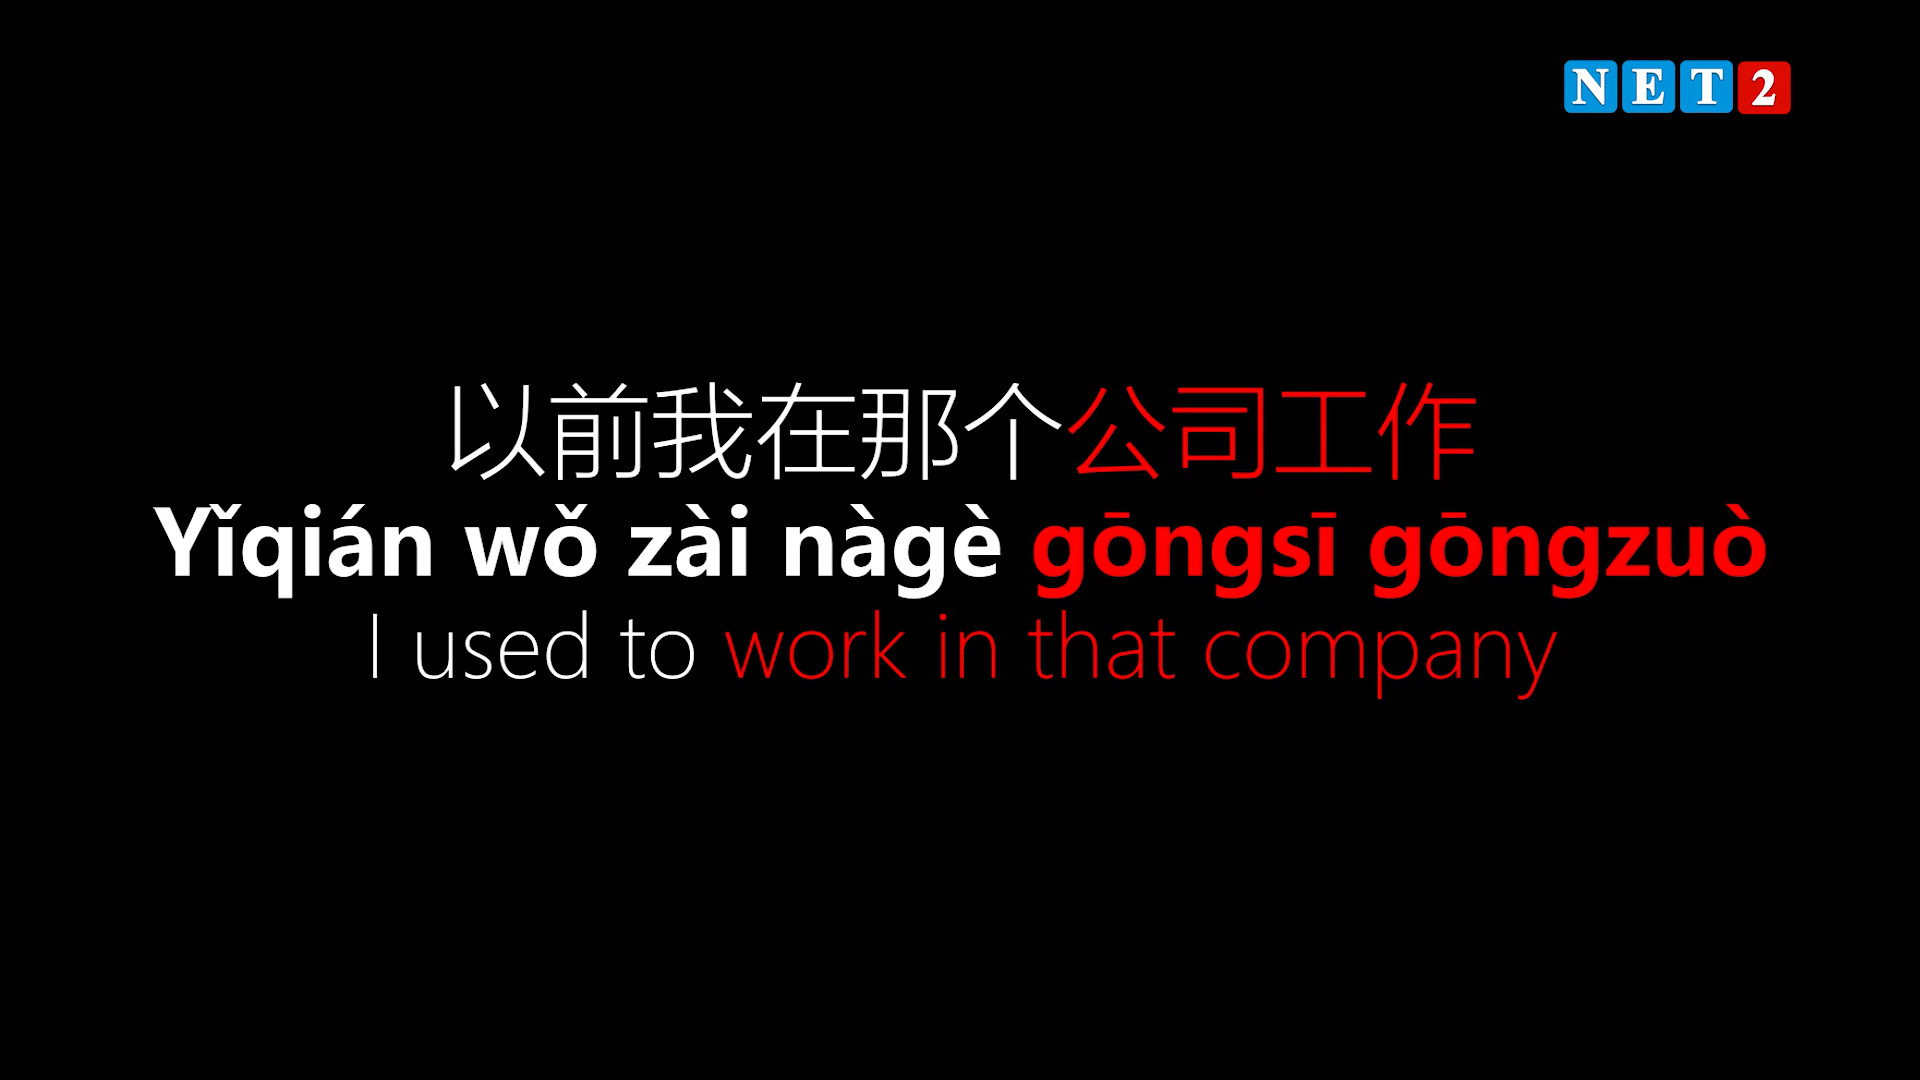 NET2
以前我在那个公司工作
Yǐqián wǒ zài nàgè gōngsī gōngzuò
I used to work in that company